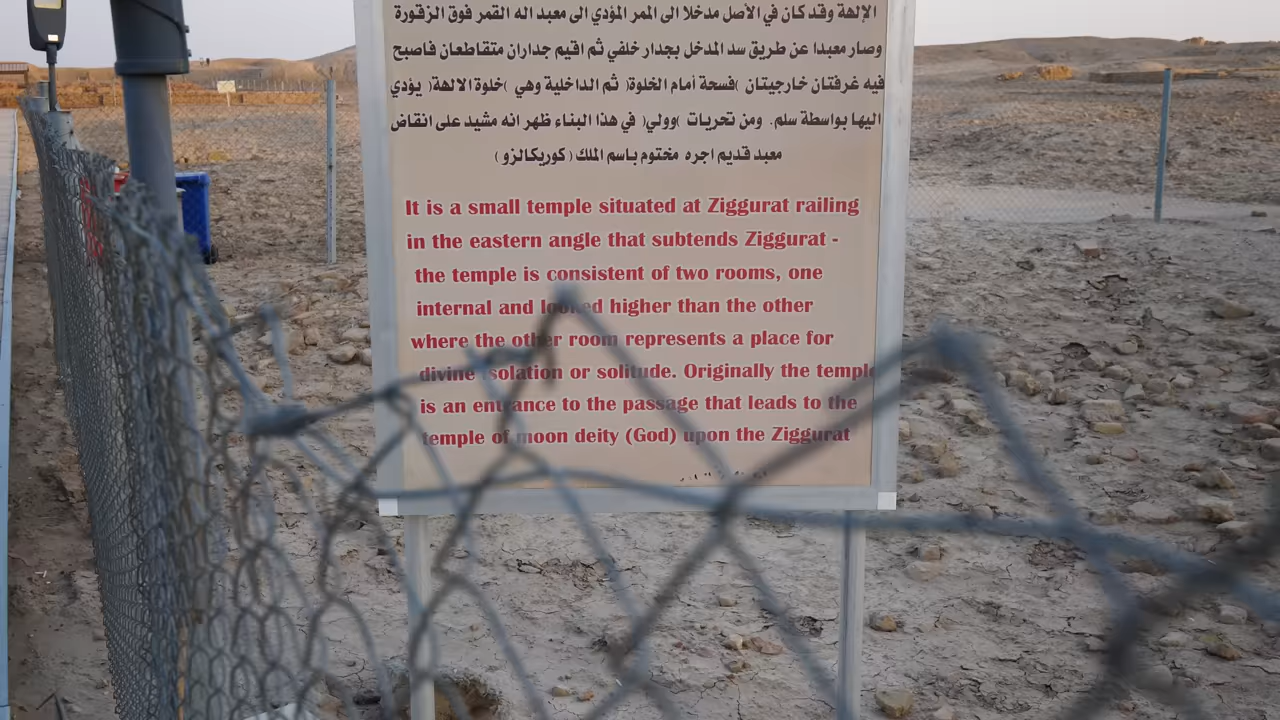 الإلهة وقد كان في الأصل مدخلا الى الممر المؤدي الى معبد اله القمر فوق الزقورة
وصار معبدا عن طريق سد المدخل بجدار خلفي ثم اقيم جداران متقاطعان فاصبح
فيه غرفتان خارجيتان )فسحة أمام الخلوة( ثم الداخلية وهي )خلوة الالهة( يؤدي
اليها بواسطة سلم. ومن تحريات )وولي( في هذا البناء ظهر انه مشيد على انقاض
معبد قديم اجره مختوم باسم الملك (كوريكالزو)
It is a small temple situated at Ziggurat railing
in the eastern angle that subtends Ziggurat -
the temple is consistent of two rooms, one
internal and looked higher than the other
where the other room represents a place for
divine isolation or solitude. Originally the temple
is an entrance to the passage that leads to the
temple of moon deity (God) upon the Ziggurat